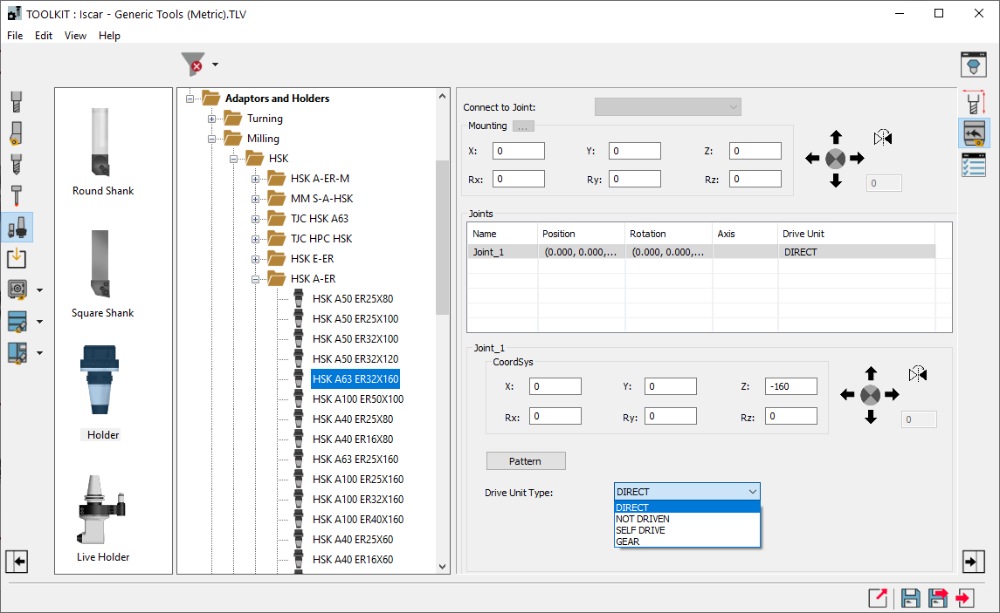 TOOLKIT : Iscar - Generic Tools (Metric).TLV
File Edit View Help
Round Shank
Square Shank
Holder
Live Holder
Adaptors and Holders
Turning
Milling
HSK
HSK A-ER-M
MM S-A-HSK
TJC HSK A63
TJC HPC HSK
HSK E-ER
HSK A-ER
HSK A50 ER25X80
HSK A50 ER25X100
HSK A50 ER32X100
HSK A50 ER32X120
HSK A63 ER32X160
HSK A100 ER50X100
HSK A40 ER25X80
HSK A40 ER16X80
HSK A63 ER25X160
HSK A100 ER25X160
HSK A100 ER32X160
HSK A100 ER40X160
HSK A40 ER25X60
HSK A40 ER16X60
Connect to Joint:
Mounting ...
X: 0 Y: 0 Z: 0
Rx: 0 Ry: 0 Rz: 0
0
Joints
Name Position Rotation Axis Drive Unit
Joint_1 (0.000, 0.000,... (0.000, 0.000,... DIRECT
Joint_1
CoordSys
X: 0 Y: 0 Z: -160
Rx: 0 Ry: 0 Rz: 0
0
Pattern
Drive Unit Type: DIRECT
DIRECT
NOT DRIVEN
SELF DRIVE
GEAR